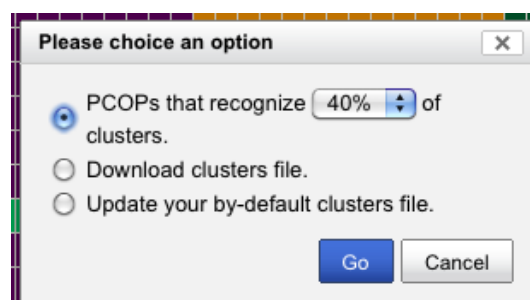 Please choice an option
PCOPs that recognize 40% of
clusters.
Download clusters file.
Update your by-default clusters file.
Go Cancel